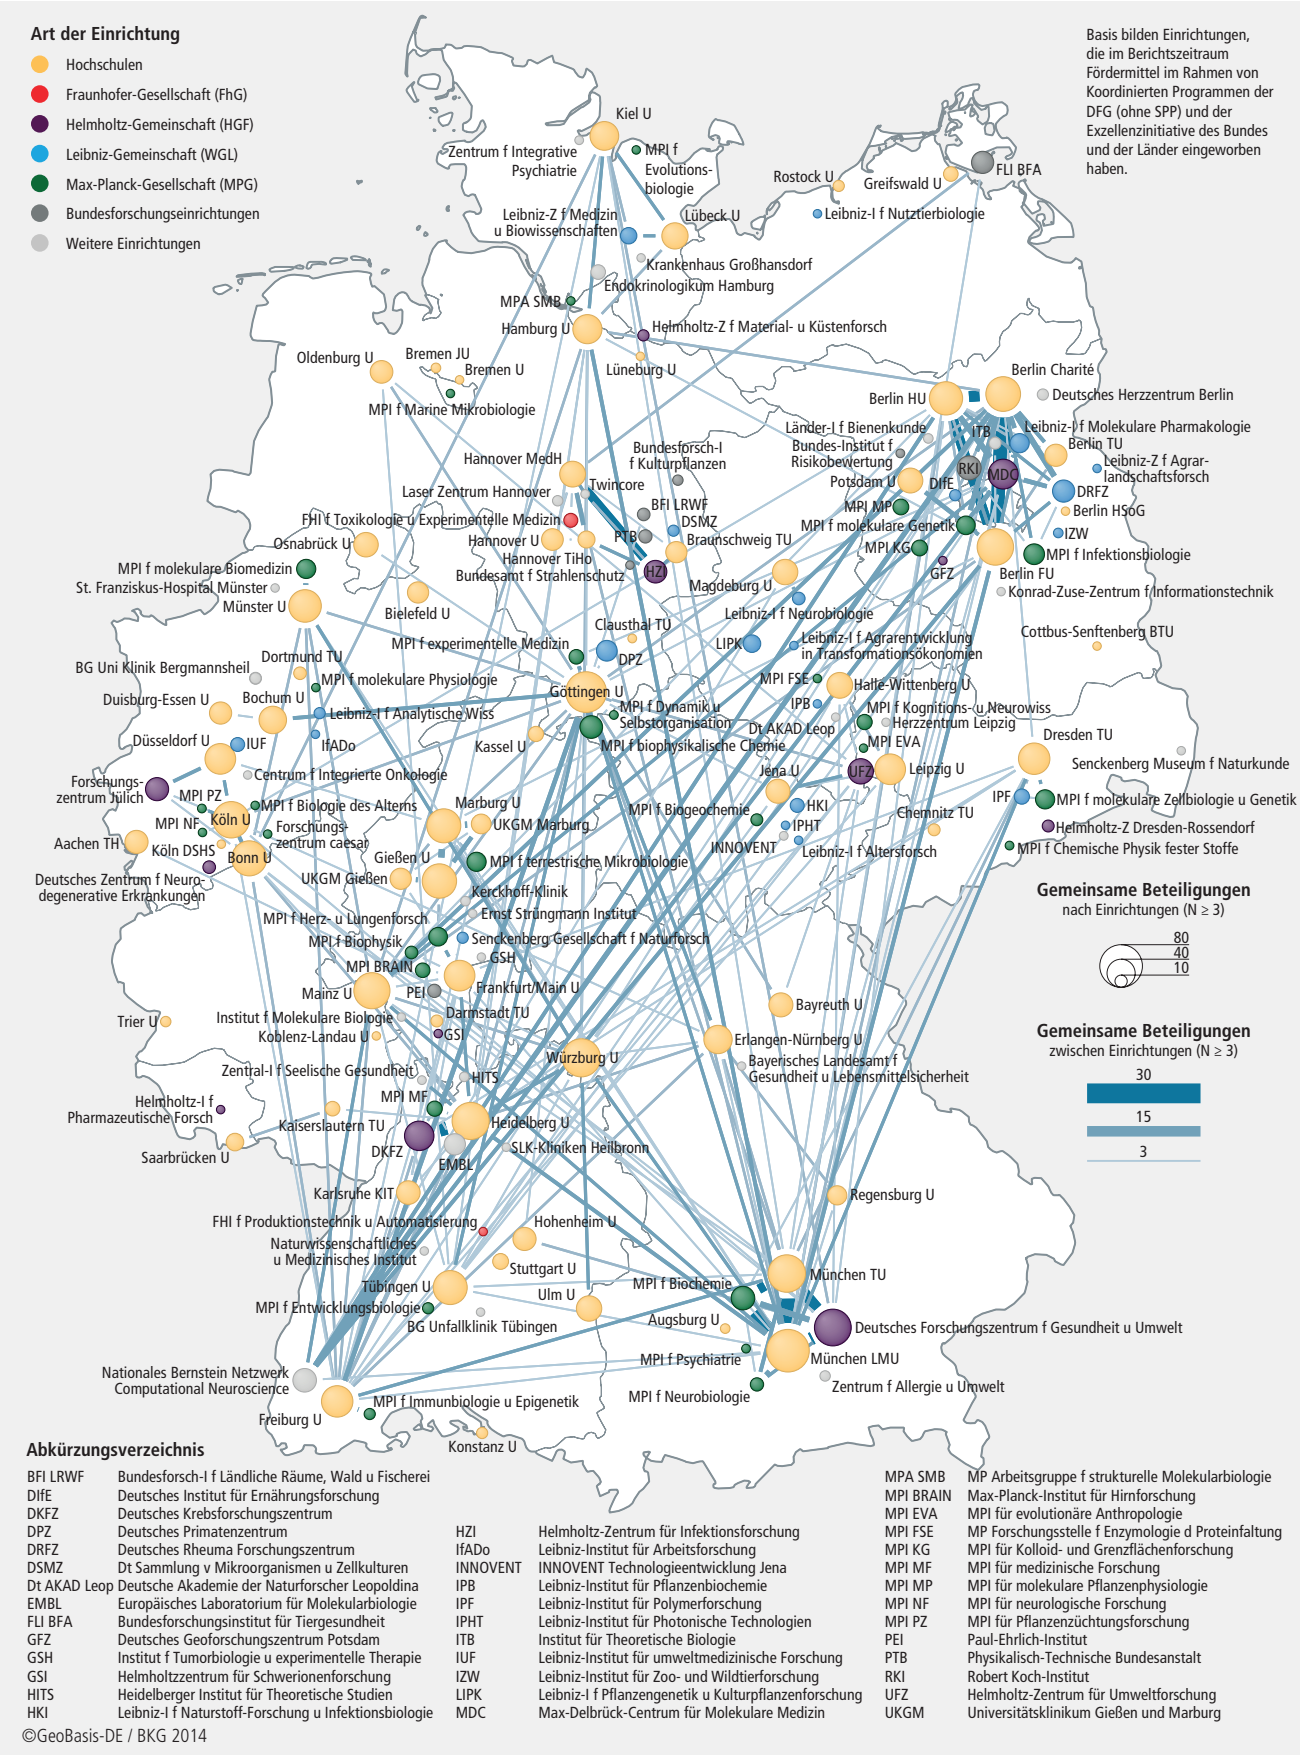 Art der Einrichtung
Hochschulen
Fraunhofer-Gesellschaft (FhG)
Helmholtz-Gemeinschaft (HGF)
Leibniz-Gemeinschaft (WGL)
Max-Planck-Gesellschaft (MPG)
Bundesforschungseinrichtungen
Weitere Einrichtungen
Basis bilden Einrichtungen,
die im Berichtszeitraum
Fördermittel im Rahmen von
Koordinierten Programmen der
DFG (ohne SPP) und der
Exzellenzinitiative des Bundes
und der Länder eingeworben
haben.
Kiel U
Zentrum f Integrative
Psychiatrie
MPI f
Evolutions-
biologie
Rostock U
Greifswald U
FLI BFA
Leibniz-I f Nutztierbiologie
Lübeck U
Leibniz-Z f Medizin
u Biowissenschaften
Krankenhaus Großhansdorf
Endokrinologikum Hamburg
MPA SMB
Hamburg U
Helmholtz-Z f Material- u Küstenforsch
Lüneburg U
Oldenburg U
Bremen JU
Bremen U
MPI f Marine Mikrobiologie
Berlin Charité
Berlin HU
Deutsches Herzzentrum Berlin
Länder-I f Bienenkunde
ITB
Leibniz-I f Molekulare Pharmakologie
Bundes-Institut f
Risikobewertung
Berlin TU
Leibniz-Z f Agrar-
landschaftsforsch
RKI
MDC
Potsdam U
DIfE
DRFZ
Berlin HSoG
MPI MP
MPI f molekulare Genetik
IZW
MPI KG
MPI f Infektionsbiologie
GFZ
Berlin FU
Konrad-Zuse-Zentrum f Informationstechnik
Bundesforsch-I
f Kulturpflanzen
Hannover MedH
Twincore
Laser Zentrum Hannover
BFI LRWF
FHI f Toxikologie u Experimentelle Medizin
DSMZ
PTB
Hannover U
Braunschweig TU
Hannover TiHo
Bundesamt f Strahlenschutz
HZI
Magdeburg U
Leibniz-I f Neurobiologie
Osnabrück U
MPI f molekulare Biomedizin
St. Franziskus-Hospital Münster
Münster U
Bielefeld U
Clausthal TU
MPI f experimentelle Medizin
DPZ
LIPK
Leibniz-I f Agrarentwicklung
in Transformationsökonomien
Cottbus-Senftenberg BTU
BG Uni Klinik Bergmannsheil
Dortmund TU
MPI f molekulare Physiologie
Göttingen U
MPI FSE
Halle-Wittenberg U
Duisburg-Essen U
Bochum U
Leibniz-I f Analytische Wiss
MPI f Dynamik u
Selbstorganisation
IPB
MPI f Kognitions- u Neurowiss
Dt AKAD Leop
Herzzentrum Leipzig
Düsseldorf U
IUF
IfADo
Kassel U
MPI f biophysikalische Chemie
MPI EVA
Dresden TU
Senckenberg Museum f Naturkunde
Centrum f Integrierte Onkologie
Jena U
UFZ
Leipzig U
Forschungs-
zentrum Jülich
MPI PZ
MPI f Biologie des Alterns
Marburg U
MPI f Biogeochemie
HKI
IPF
MPI f molekulare Zellbiologie u Genetik
MPI NF
Köln U
Forschungs-
zentrum caesar
UKGM Marburg
IPHT
Chemnitz TU
Helmholtz-Z Dresden-Rossendorf
Aachen TH
Köln DSHS
INNOVENT
Leibniz-I f Altersforsch
MPI f Chemische Physik fester Stoffe
Bonn U
Gießen U
MPI f terrestrische Mikrobiologie
Deutsches Zentrum f Neuro-
degenerative Erkrankungen
UKGM Gießen
Kerckhoff-Klinik
MPI f Herz- u Lungenforsch
Ernst Strüngmann Institut
MPI f Biophysik
Senckenberg Gesellschaft f Naturforsch
MPI BRAIN
GSH
Mainz U
PEI
Frankfurt/Main U
Institut f Molekulare Biologie
Darmstadt TU
Trier U
Koblenz-Landau U
GSI
Bayreuth U
Erlangen-Nürnberg U
Würzburg U
Bayerisches Landesamt f
Gesundheit u Lebensmittelsicherheit
Zentral-I f Seelische Gesundheit
HITS
Helmholtz-I f
Pharmazeutische Forsch
MPI MF
Kaiserslautern TU
Heidelberg U
DKFZ
EMBL
SLK-Kliniken Heilbronn
Saarbrücken U
Karlsruhe KIT
Regensburg U
FHI f Produktionstechnik u Automatisierung
Hohenheim U
Naturwissenschaftliches
u Medizinisches Institut
Stuttgart U
Tübingen U
Ulm U
MPI f Biochemie
München TU
MPI f Entwicklungsbiologie
BG Unfallklinik Tübingen
Augsburg U
Deutsches Forschungszentrum f Gesundheit u Umwelt
MPI f Psychiatrie
München LMU
Nationales Bernstein Netzwerk
Computational Neuroscience
MPI f Neurobiologie
Zentrum f Allergie u Umwelt
Freiburg U
MPI f Immunbiologie u Epigenetik
Konstanz U
Gemeinsame Beteiligungen
nach Einrichtungen (N ≥ 3)
80
40
10
Gemeinsame Beteiligungen
zwischen Einrichtungen (N ≥ 3)
30
15
3
Abkürzungsverzeichnis
BFI LRWF Bundesforsch-I f Ländliche Räume, Wald u Fischerei
DIfE Deutsches Institut für Ernährungsforschung
DKFZ Deutsches Krebsforschungszentrum
DPZ Deutsches Primatenzentrum
DRFZ Deutsches Rheuma Forschungszentrum
DSMZ Dt Sammlung v Mikroorganismen u Zellkulturen
Dt AKAD Leop Deutsche Akademie der Naturforscher Leopoldina
EMBL Europäisches Laboratorium für Molekularbiologie
FLI BFA Bundesforschungsinstitut für Tiergesundheit
GFZ Deutsches Geoforschungszentrum Potsdam
GSH Institut f Tumorbiologie u experimentelle Therapie
GSI Helmholtzzentrum für Schwerionenforschung
HITS Heidelberger Institut für Theoretische Studien
HKI Leibniz-I f Naturstoff-Forschung u Infektionsbiologie
HZI Helmholtz-Zentrum für Infektionsforschung
IfADo Leibniz-Institut für Arbeitsforschung
INNOVENT INNOVENT Technologieentwicklung Jena
IPB Leibniz-Institut für Pflanzenbiochemie
IPF Leibniz-Institut für Polymerforschung
IPHT Leibniz-Institut für Photonische Technologien
ITB Institut für Theoretische Biologie
IUF Leibniz-Institut für umweltmedizinische Forschung
IZW Leibniz-Institut für Zoo- und Wildtierforschung
LIPK Leibniz-I f Pflanzengenetik u Kulturpflanzenforschung
MDC Max-Delbrück-Centrum für Molekulare Medizin
MPA SMB MP Arbeitsgruppe f strukturelle Molekularbiologie
MPI BRAIN Max-Planck-Institut für Hirnforschung
MPI EVA MPI für evolutionäre Anthropologie
MPI FSE MP Forschungsstelle f Enzymologie d Proteinfaltung
MPI KG MPI für Kolloid- und Grenzflächenforschung
MPI MF MPI für medizinische Forschung
MPI MP MPI für molekulare Pflanzenphysiologie
MPI NF MPI für neurologische Forschung
MPI PZ MPI für Pflanzenzüchtungsforschung
PEI Paul-Ehrlich-Institut
PTB Physikalisch-Technische Bundesanstalt
RKI Robert Koch-Institut
UFZ Helmholtz-Zentrum für Umweltforschung
UKGM Universitätsklinikum Gießen und Marburg
©GeoBasis-DE / BKG 2014